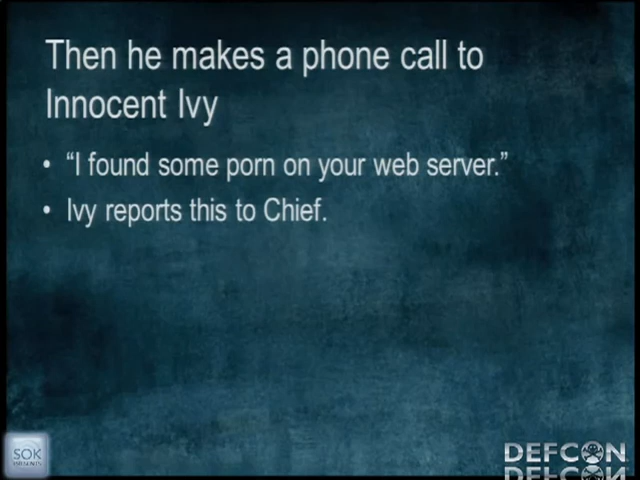 Then he makes a phone call to
Innocent Ivy
• “I found some porn on your web server.”
• Ivy reports this to Chief.
SOK
DEFCON